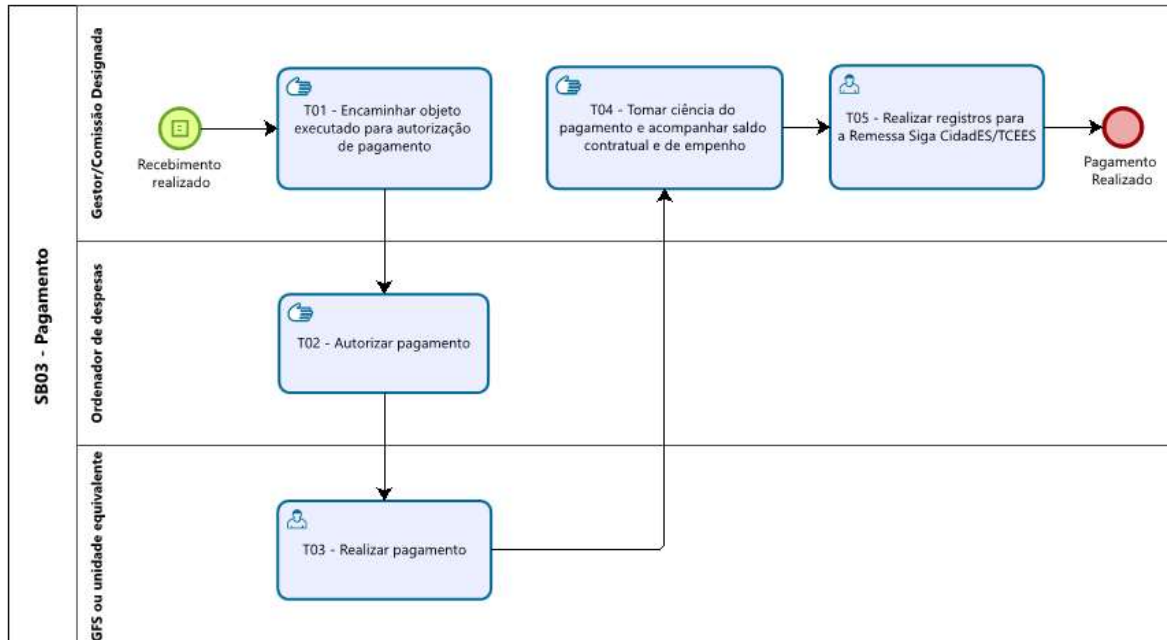 SB03 - Pagamento
Gestor/Comissão Designada
Recebimento
realizado
T01 - Encaminhar objeto
executado para autorização
de pagamento
T04 - Tomar ciência do
pagamento e acompanhar saldo
contratual e de empenho
T05 - Realizar registros para
a Remessa Siga CidadES/TCEES
Pagamento
Realizado
Ordenador de despesas
T02 - Autorizar pagamento
GFS ou unidade equivalente
T03 - Realizar pagamento